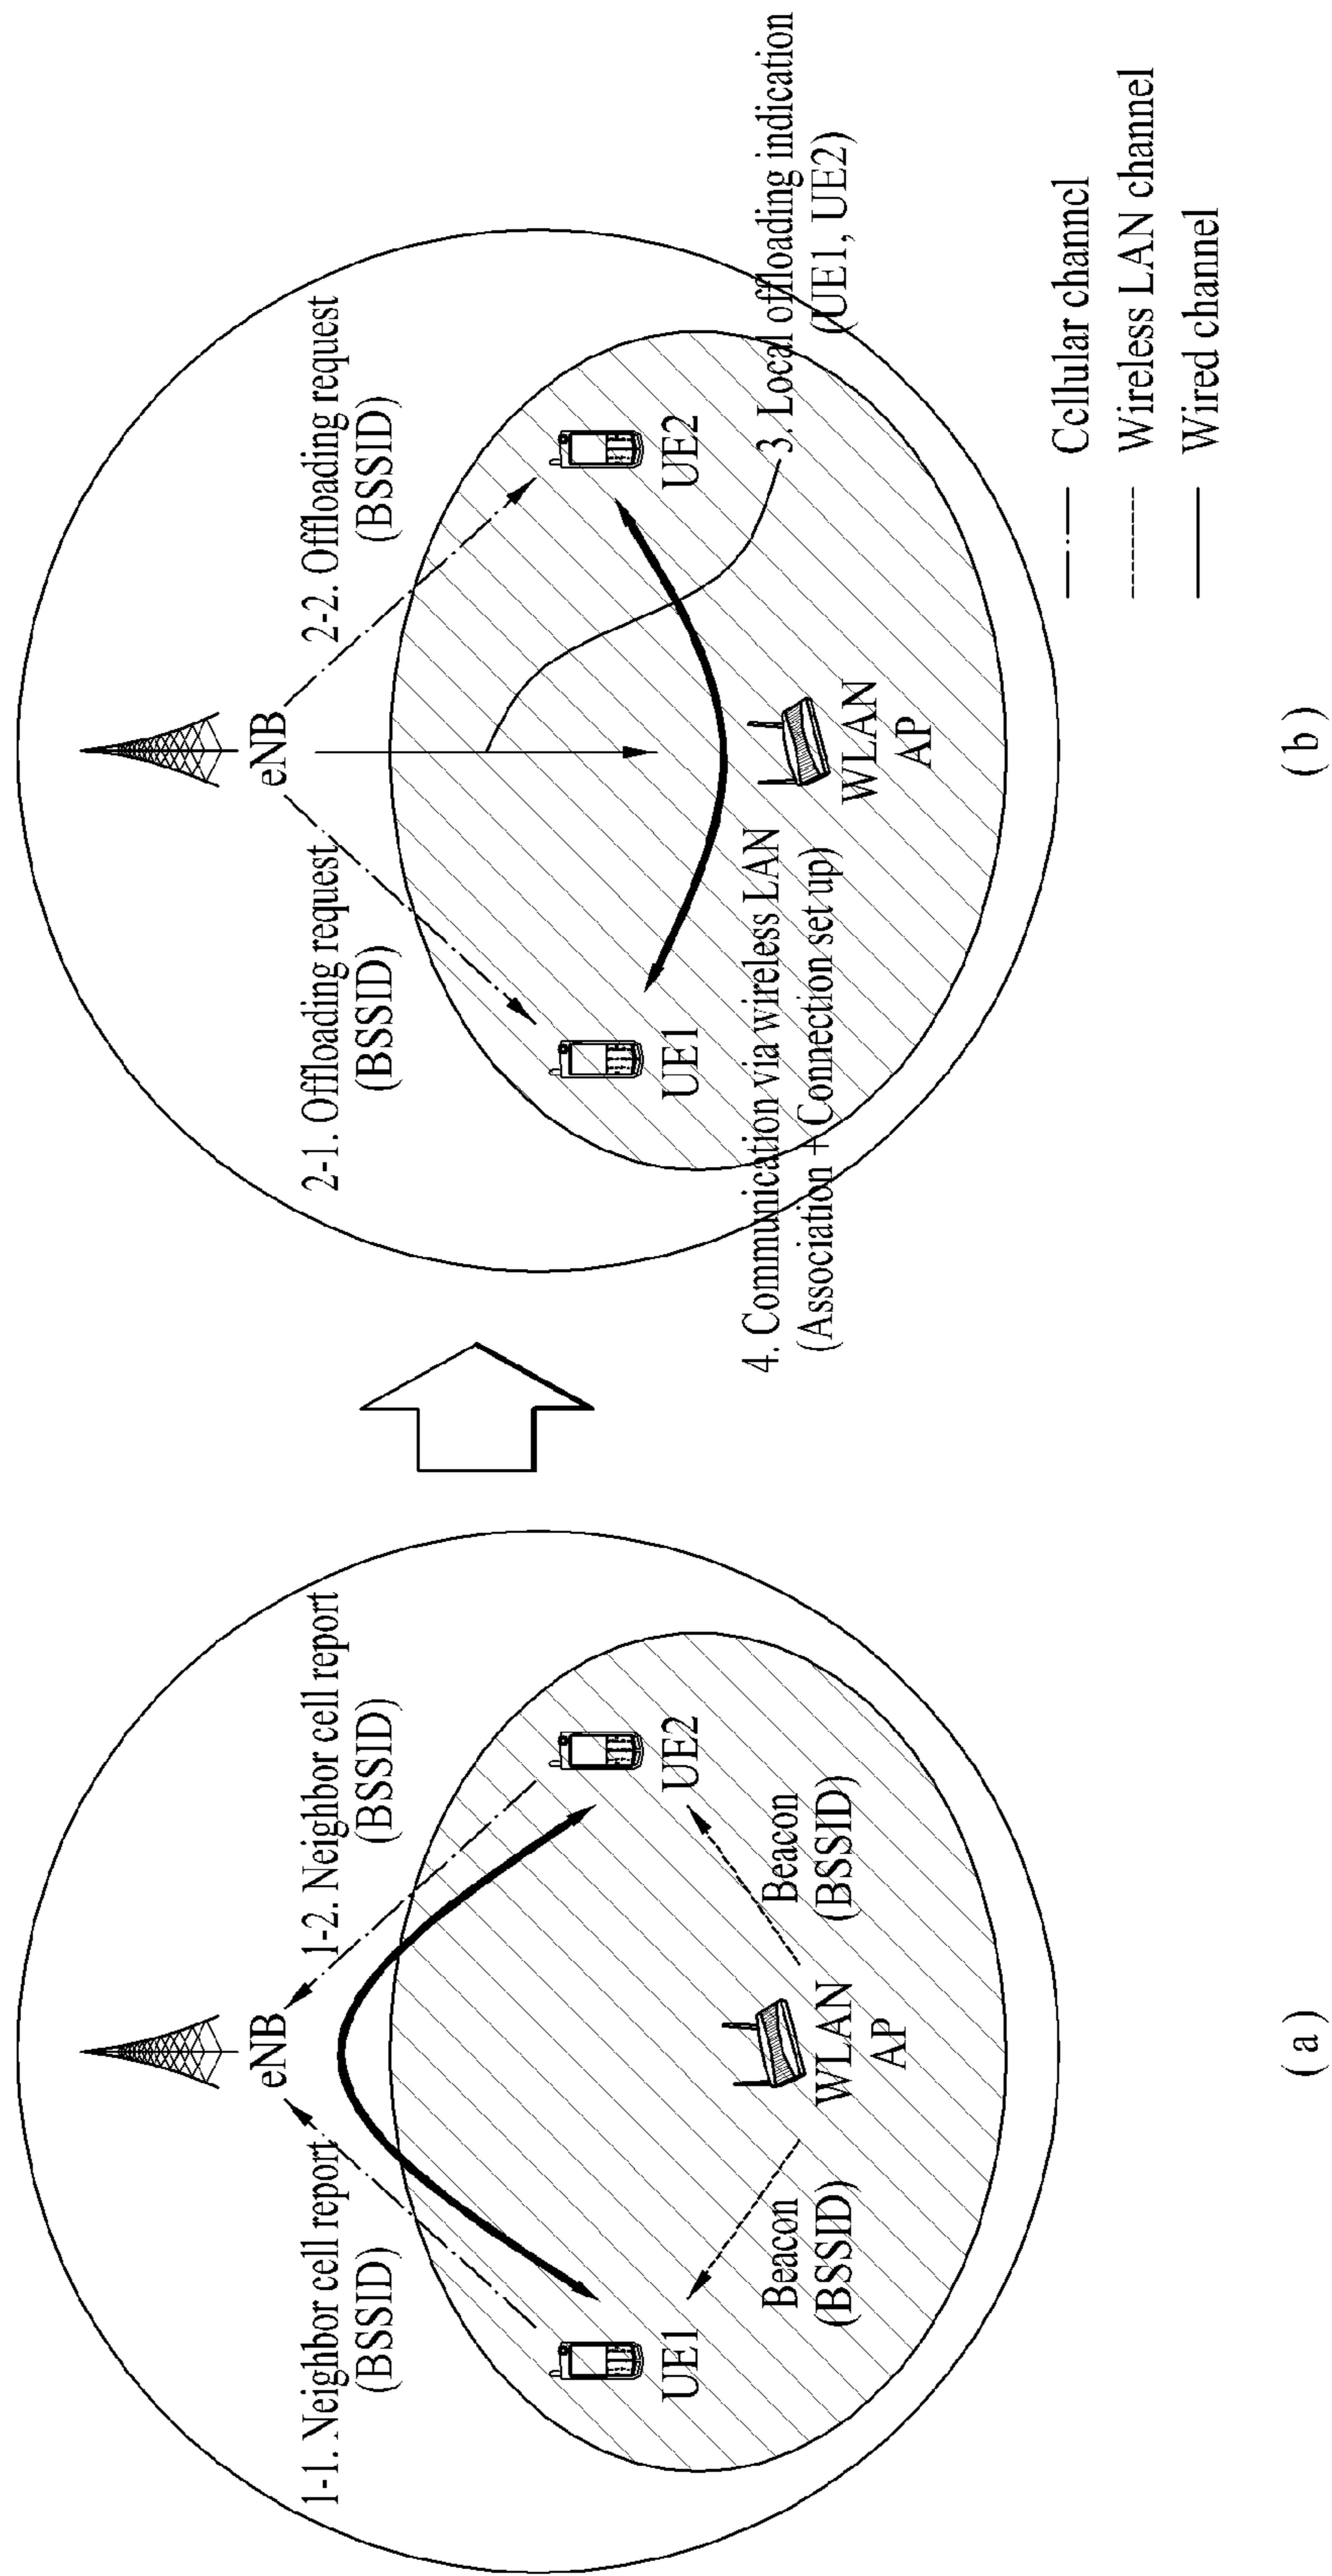 eNB
1-1. Neighbor cell report
(BSSID)
1-2. Neighbor cell report
(BSSID)
UE1
UE2
Beacon
(BSSID)
Beacon
(BSSID)
WLAN
AP
( a )
eNB
2-1. Offloading request
(BSSID)
2-2. Offloading request
(BSSID)
UE1
UE2
WLAN
AP
3. Local offloading indication
(UE1, UE2)
4. Communication via wireless LAN
(Association + Connection set up)
Cellular channel
Wireless LAN channel
Wired channel
( b )